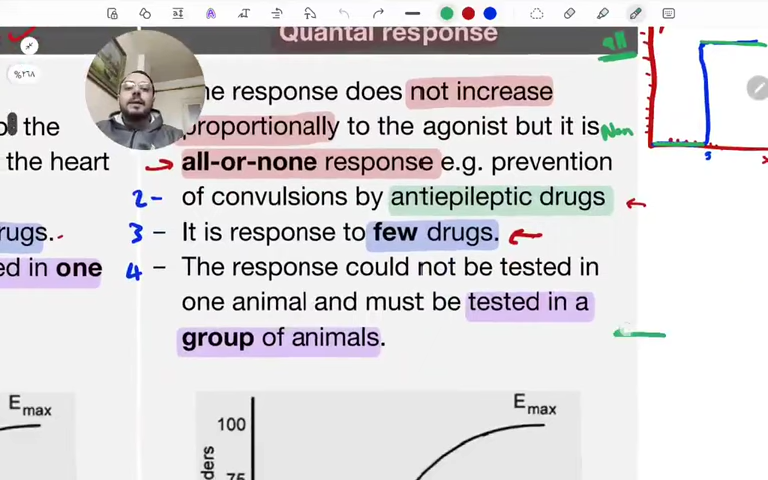 Quantal response
all
%٢٦٨
he response does not increase
the
proportionally to the agonist but it is Non
the heart
all-or-none response e.g. prevention
2- of convulsions by antiepileptic drugs
rugs.
3 – It is response to few drugs.
ed in one
4 – The response could not be tested in
one animal and must be tested in a
group of animals.
Emax
Emax
100
75
ders